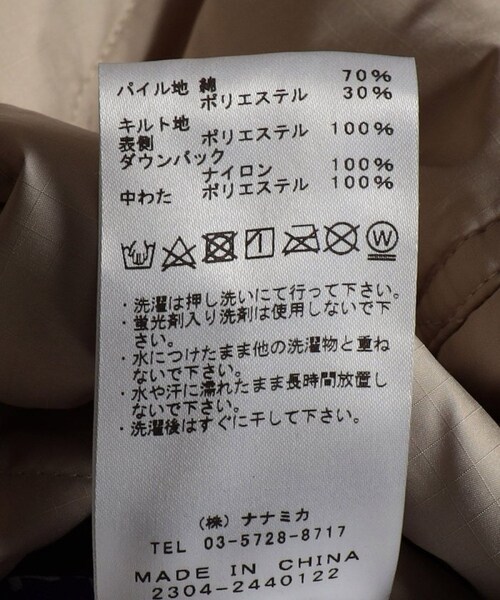 パイル地 綿 70%
ポリエステル 30%
キルト地
表側 ポリエステル 100%
ダウンバック
ナイロン 100%
中わた ポリエステル 100%
W
・洗濯は押し洗いにて行って下さい。
・蛍光剤入り洗剤は使用しないで下
さい。
・水につけたまま他の洗濯物と重ね
ないで下さい。
・水や汗に濡れたまま長時間放置し
ないで下さい。
・洗濯後はすぐに干して下さい。
(株) ナナミカ
TEL 03-5728-8717
MADE IN CHINA
2304-2440122